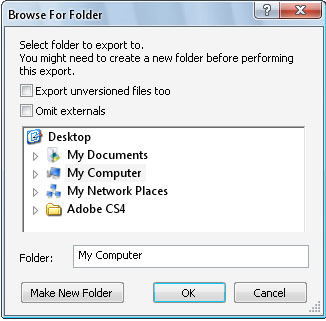 Browse For Folder
Select folder to export to.
You might need to create a new folder before performing
this export.
Export unversioned files too
Omit externals
Desktop
My Documents
My Computer
My Network Places
Adobe CS4
Folder: My Computer
Make New Folder OK Cancel